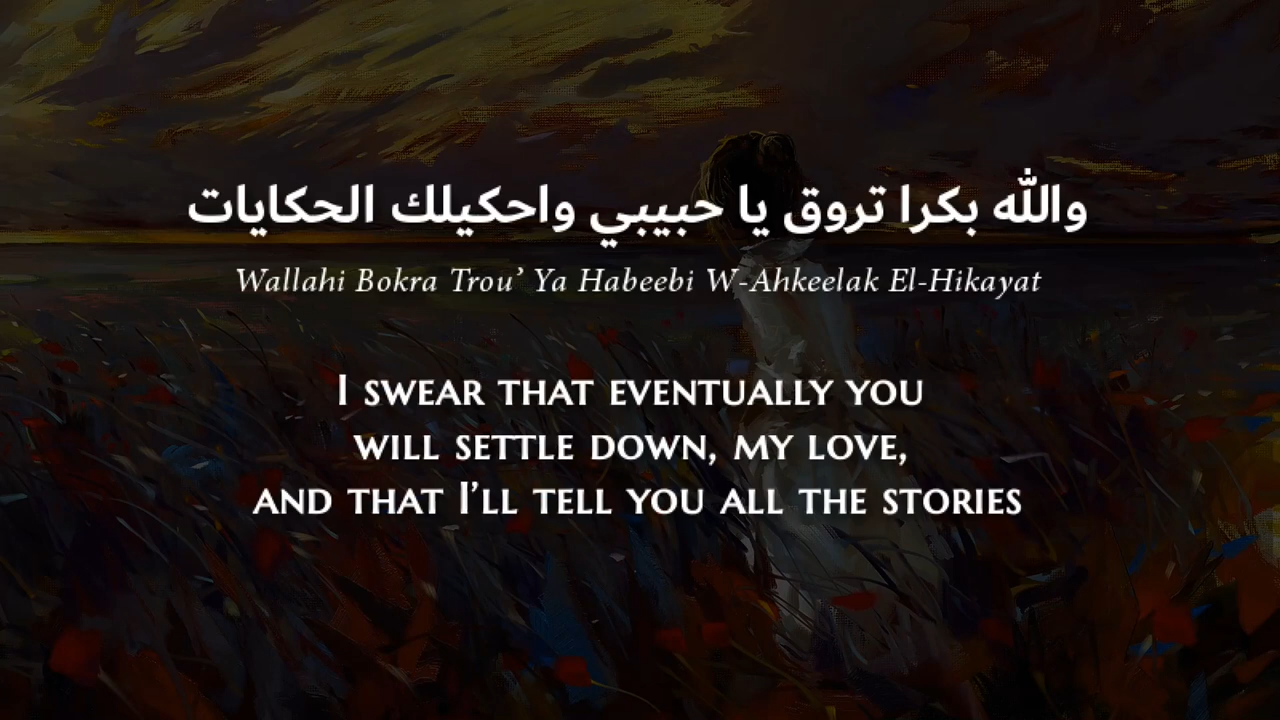 والله بكرا تروق يا حبيبي واحكيلك الحكايات
Wallahi Bokra Trou’ Ya Habeebi W-Ahkeelak El-Hikayat
I swear that eventually you
will settle down, my love,
and that I’ll tell you all the stories